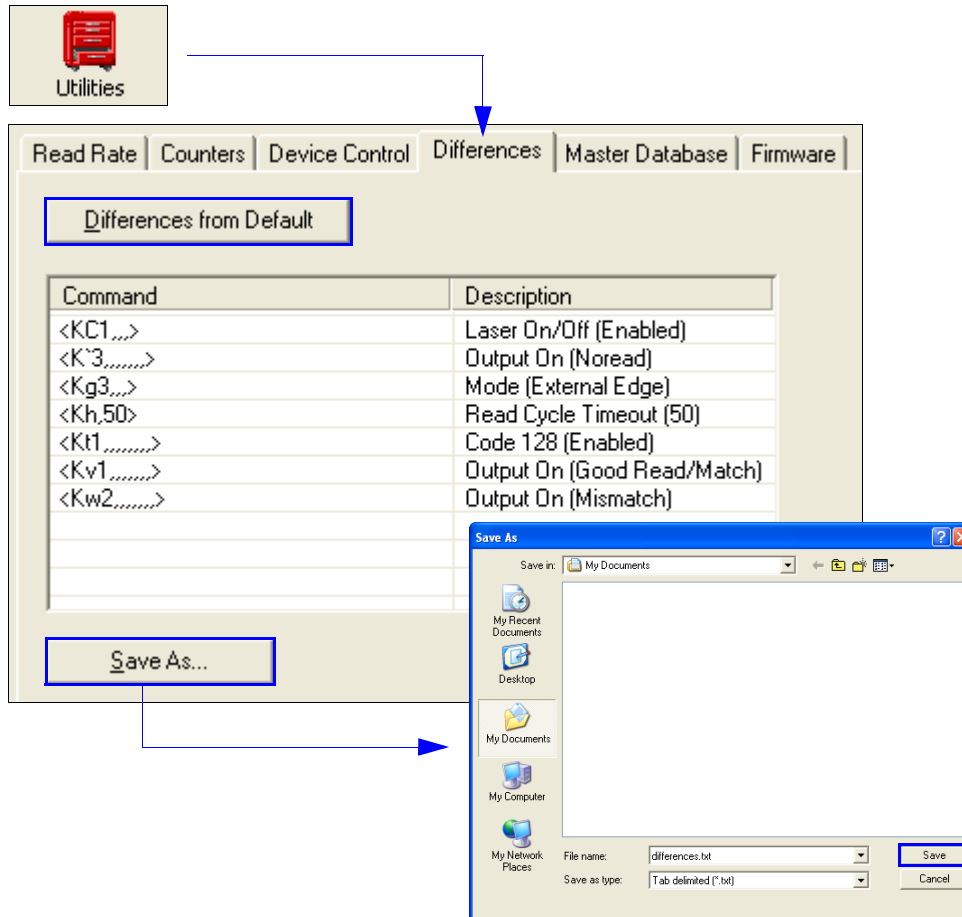 Utilities
Read Rate Counters Device Control Differences Master Database Firmware
Differences from Default
Command Description
<KC1,,,> Laser On/Off (Enabled)
<K`3,,,,,,,> Output On (Noread)
<Kg3,,,> Mode (External Edge)
<Kh,50> Read Cycle Timeout (50)
<Kt1,,,,,,,,> Code 128 (Enabled)
<Kv1,,,,,,,> Output On (Good Read/Match)
<Kw2,,,,,,,> Output On (Mismatch)
Save As...
Save As
Save in: My Documents
My Recent
Documents
Desktop
My Documents
My Computer
My Network
Places
File name: differences.txt Save
Save as type: Tab delimited (*.txt) Cancel